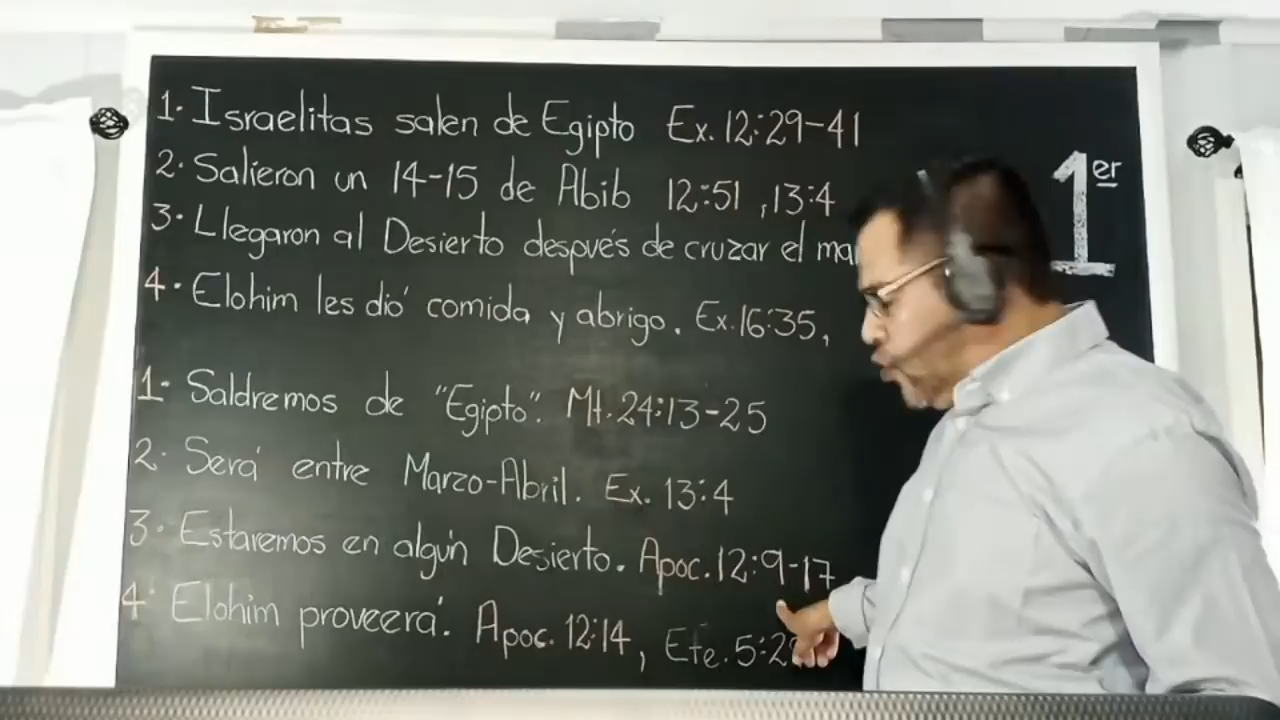 1. Israelitas salen de Egipto Ex. 12:29-41
2. Salieron un 14-15 de Abib 12:51 , 13:4
3. Llegaron al Desierto después de cruzar el
4. Elohim les dió comida y abrigo. Ex. 16:35,
1- Saldremos de "Egipto". Mt. 24:13-25
2. Será entre Marzo-Abril. Ex. 13:4
3. Estaremos en algún Desierto. Apoc. 12:9-17
4. Elohim proveerá. Apoc. 12:14, Efe.
1er